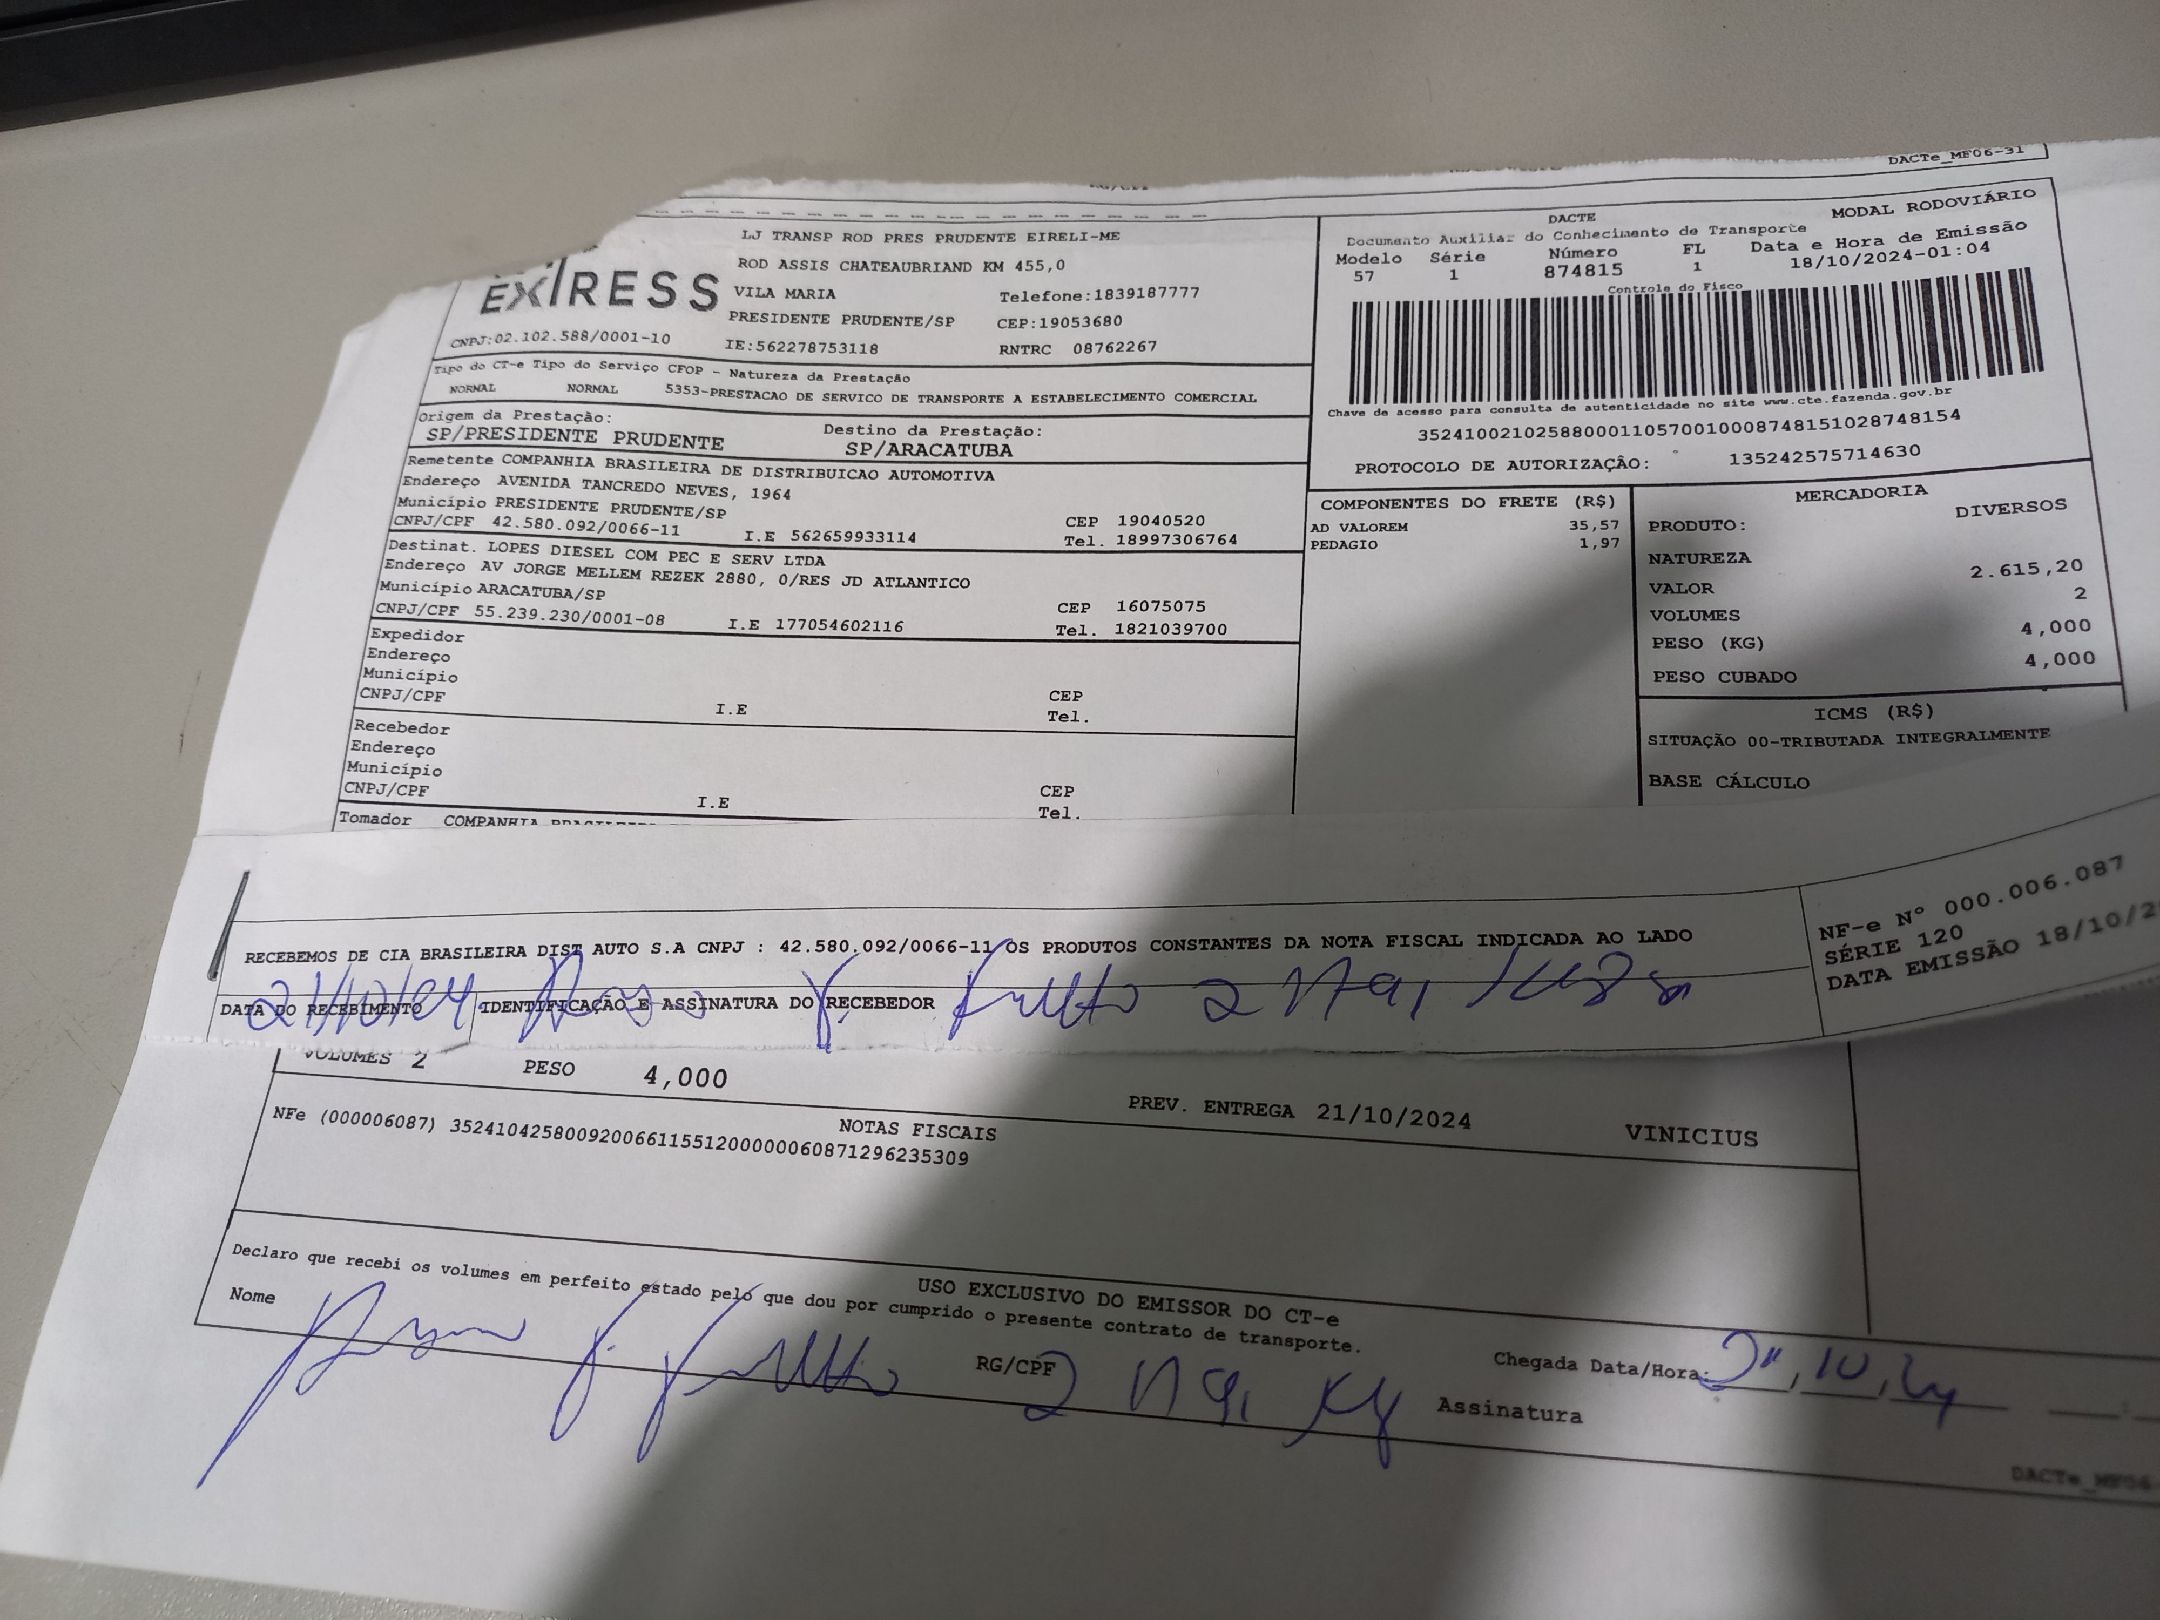 DACTe_MF06-31
EXPRESS
CNPJ:02.102.588/0001-10
LJ TRANSP ROD PRES PRUDENTE EIRELI-ME
ROD ASSIS CHATEAUBRIAND KM 455,0
VILA MARIA Telefone:1839187777
PRESIDENTE PRUDENTE/SP CEP:19053680
IE:562278753118 RNTRC 08762267
DACTE MODAL RODOVIÁRIO
Documento Auxiliar do Conhecimento de Transporte
Modelo Série Número FL Data e Hora de Emissão
57 1 874815 1 18/10/2024-01:04
Controle do Fisco
Chave de acesso para consulta de autenticidade no site www.cte.fazenda.gov.br
35241002102588000110570010008748151028748154
PROTOCOLO DE AUTORIZAÇÃO: 135242575714630
Tipo do CT-e Tipo do Serviço CFOP - Natureza da Prestação
NORMAL NORMAL 5353-PRESTACAO DE SERVICO DE TRANSPORTE A ESTABELECIMENTO COMERCIAL
Origem da Prestação: Destino da Prestação:
SP/PRESIDENTE PRUDENTE SP/ARACATUBA
Remetente COMPANHIA BRASILEIRA DE DISTRIBUICAO AUTOMOTIVA
Endereço AVENIDA TANCREDO NEVES, 1964
Município PRESIDENTE PRUDENTE/SP CEP 19040520
CNPJ/CPF 42.580.092/0066-11 I.E 562659933114 Tel. 18997306764
Destinat. LOPES DIESEL COM PEC E SERV LTDA
Endereço AV JORGE MELLEM REZEK 2880, 0/RES JD ATLANTICO
Município ARACATUBA/SP CEP 16075075
CNPJ/CPF 55.239.230/0001-08 I.E 177054602116 Tel. 1821039700
Expedidor
Endereço
Município
CNPJ/CPF I.E CEP
Tel.
Recebedor
Endereço
Município
CNPJ/CPF I.E CEP
Tel.
Tomador COMPANHIA BRASILEIRA
COMPONENTES DO FRETE (R$)
AD VALOREM 35,57
PEDAGIO 1,97
MERCADORIA
PRODUTO: DIVERSOS
NATUREZA
VALOR 2.615,20
VOLUMES 2
PESO (KG) 4,000
PESO CUBADO 4,000
ICMS (R$)
SITUAÇÃO 00-TRIBUTADA INTEGRALMENTE
BASE CÁLCULO
RECEBEMOS DE CIA BRASILEIRA DIST AUTO S.A CNPJ : 42.580.092/0066-11 OS PRODUTOS CONSTANTES DA NOTA FISCAL INDICADA AO LADO
DATA DO RECEBIMENTO IDENTIFICAÇÃO E ASSINATURA DO RECEBEDOR
21/10/24
NF-e Nº 000.006.087
SÉRIE 120
DATA EMISSÃO 18/10/2
VOLUMES 2 PESO 4,000 PREV. ENTREGA 21/10/2024 VINICIUS
NOTAS FISCAIS
NFe (000006087) 35241042580092006611551200000060871296235309
USO EXCLUSIVO DO EMISSOR DO CT-e
Declaro que recebi os volumes em perfeito estado pelo que dou por cumprido o presente contrato de transporte.
Nome RG/CPF Chegada Data/Hora:
Assinatura